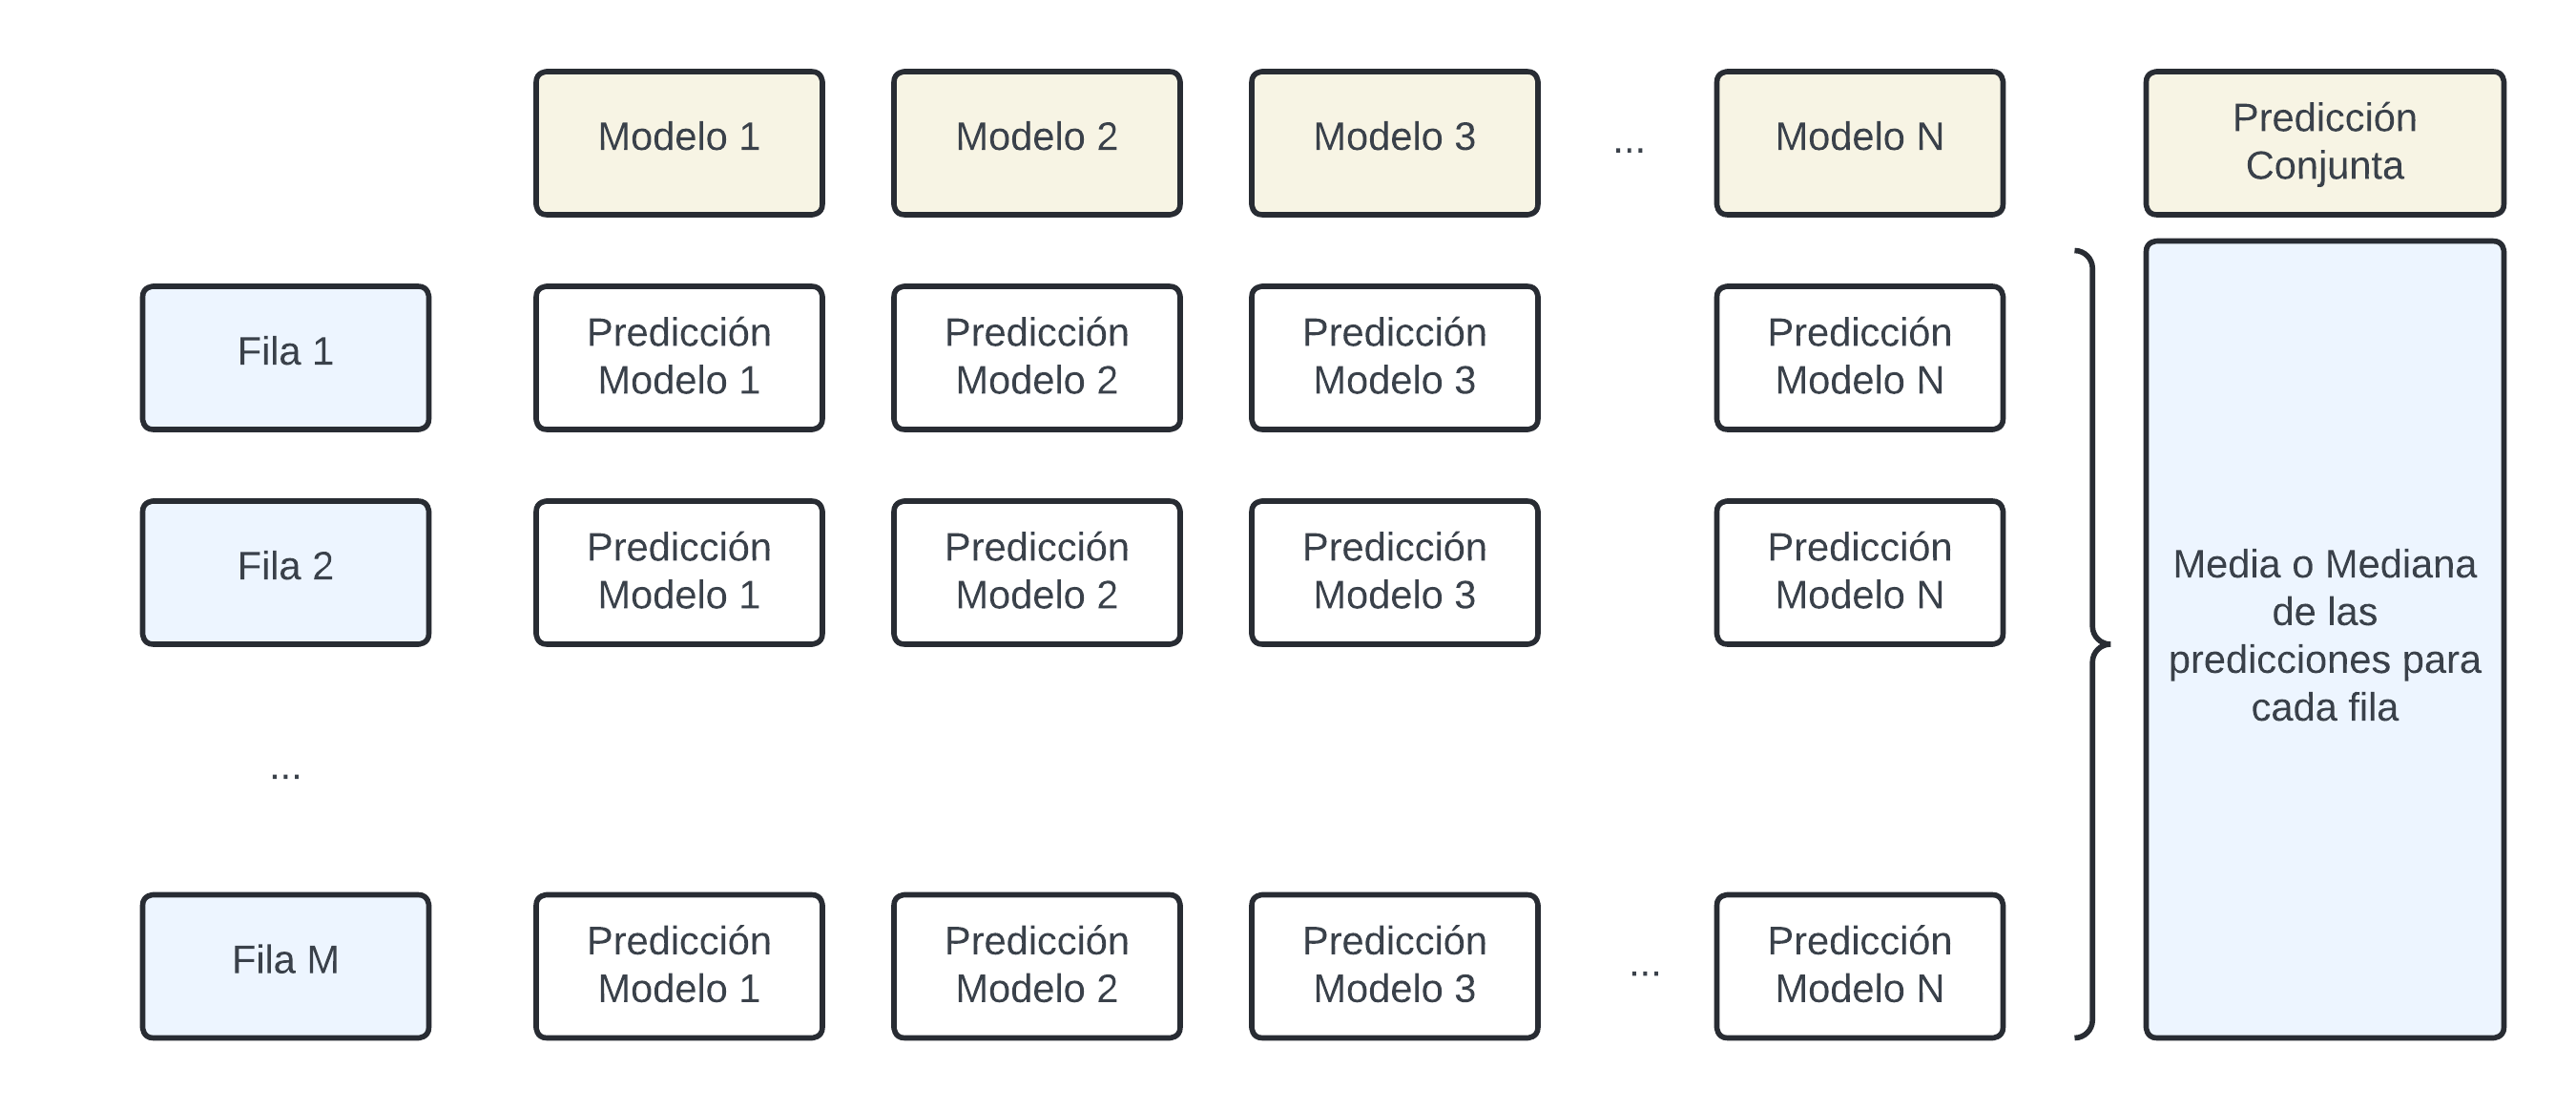 Modelo 1
Modelo 2
Modelo 3
...
Modelo N
Predicción
Conjunta
Fila 1
Predicción
Modelo 1
Predicción
Modelo 2
Predicción
Modelo 3
Predicción
Modelo N
Fila 2
Predicción
Modelo 1
Predicción
Modelo 2
Predicción
Modelo 3
Predicción
Modelo N
Media o Mediana
de las
predicciones para
cada fila
...
Fila M
Predicción
Modelo 1
Predicción
Modelo 2
Predicción
Modelo 3
...
Predicción
Modelo N